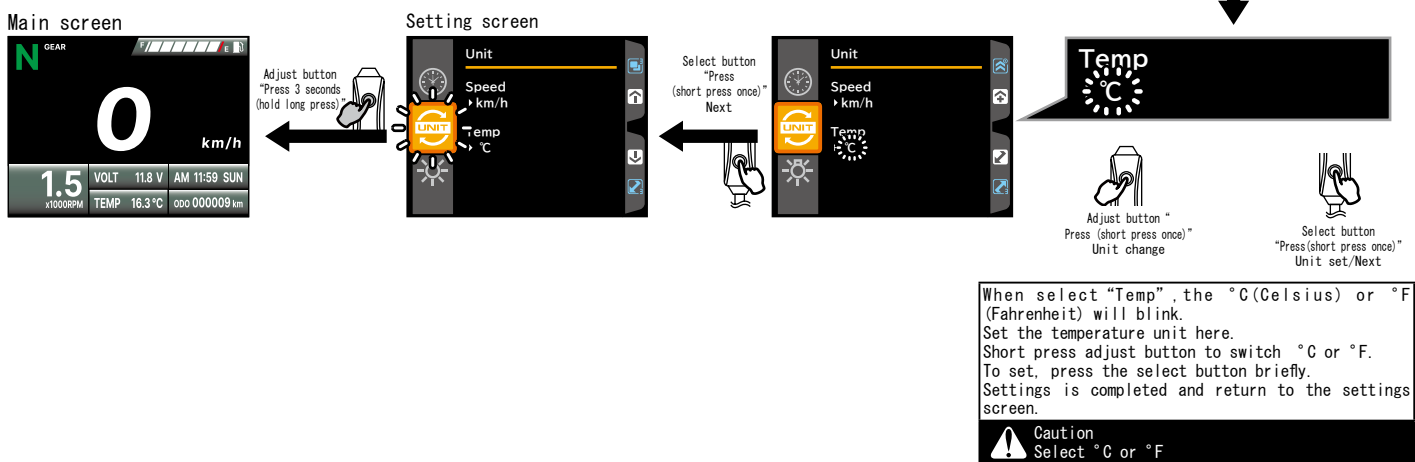 Main screen
N GEAR
F E
0
km/h
1.5
x1000RPM
VOLT 11.8 V
AM 11:59 SUN
TEMP 16.3°C
ODO 000009 km
Adjust button
“Press 3 seconds
(hold long press)”
Setting screen
Unit
Speed
km/h
UNIT
Temp
℃
Select button
“Press
(short press once)”
Next
Unit
Speed
km/h
UNIT
Temp
℃
Temp
℃
Adjust button “
Press (short press once)”
Unit change
Select button
“Press(short press once)”
Unit set/Next
When select “Temp”,the °C(Celsius) or °F
(Fahrenheit) will blink.
Set the temperature unit here.
Short press adjust button to switch °C or °F.
To set, press the select button briefly.
Settings is completed and return to the settings
screen.
Caution
Select °C or °F